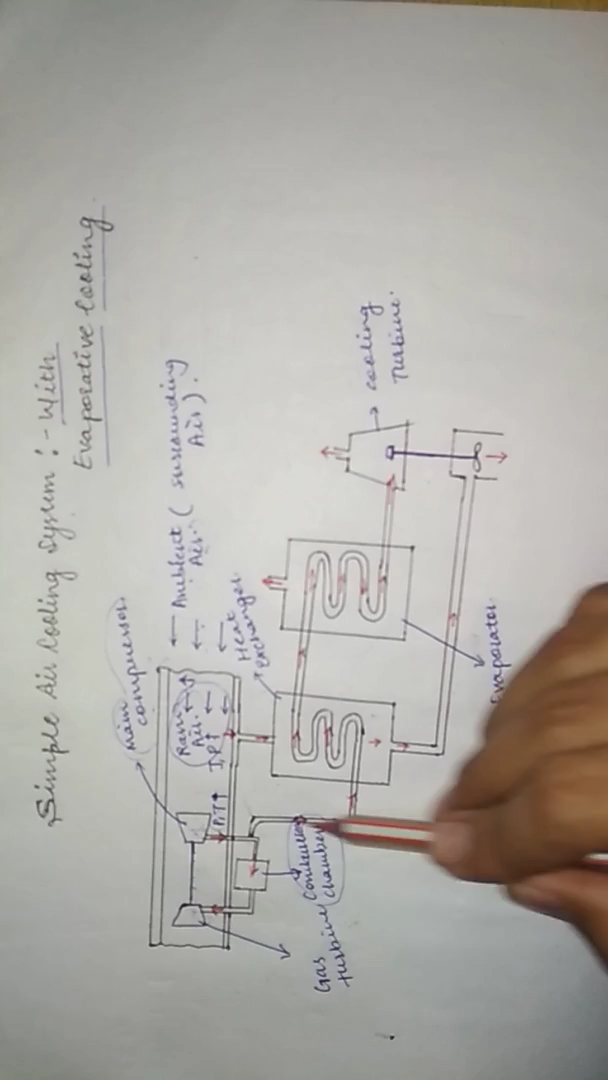 Simple Air Cooling System :- With
Evaporative Cooling.
Main
compressor.
Ambient ( surrounding
Air. Air).
Ram
Air.
P↑
P,T↑
Heat
exchanger
cooling
Turbine.
Evaporator.
Gas
turbine
chamber